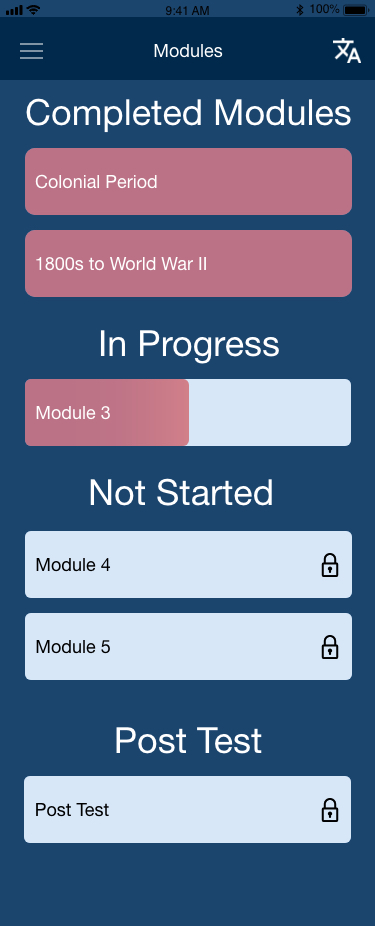 9:41 AM 100%
Modules
Completed Modules
Colonial Period
1800s to World War II
In Progress
Module 3
Not Started
Module 4
Module 5
Post Test
Post Test